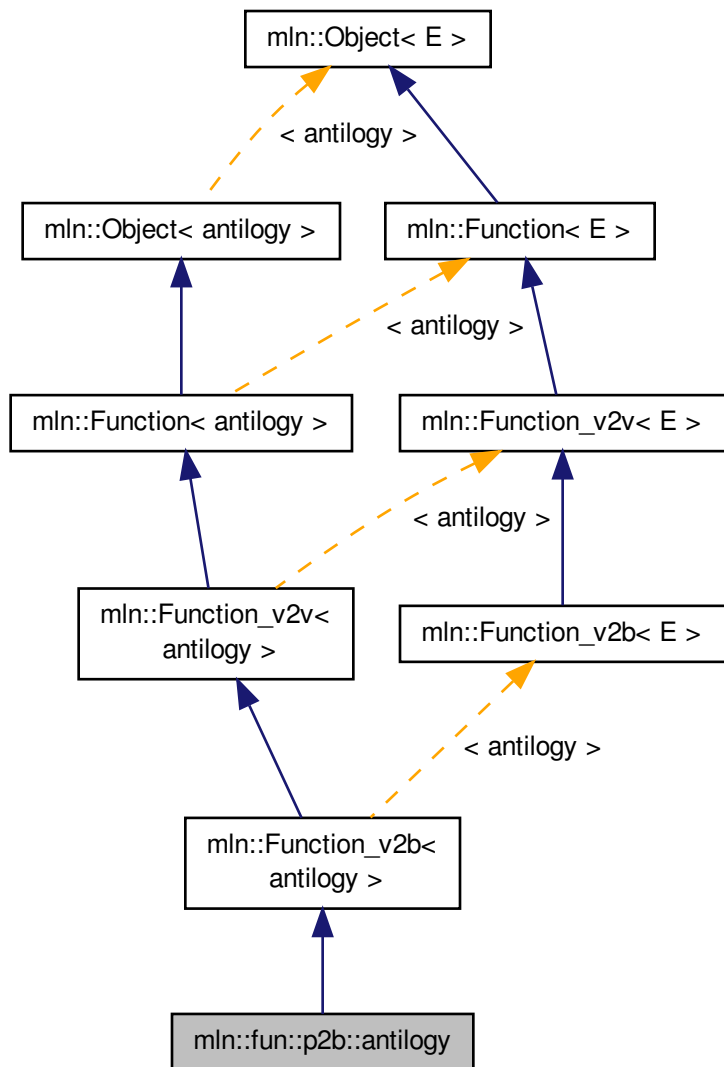 mln::Object< E >
< antilogy >
mln::Object< antilogy >
mln::Function< E >
< antilogy >
mln::Function< antilogy >
mln::Function_v2v< E >
< antilogy >
mln::Function_v2v<
antilogy >
mln::Function_v2b< E >
< antilogy >
mln::Function_v2b<
antilogy >
mln::fun::p2b::antilogy